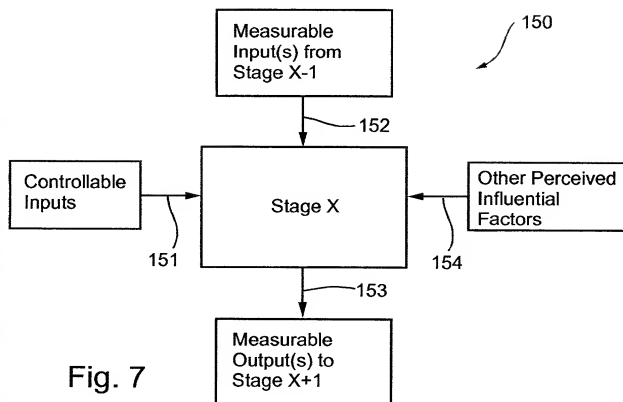 Measurable
Input(s) from
Stage X-1
150
152
Controllable
Inputs
151
Stage X
Other Perceived
Influential
Factors
154
153
Measurable
Output(s) to
Stage X+1
Fig. 7